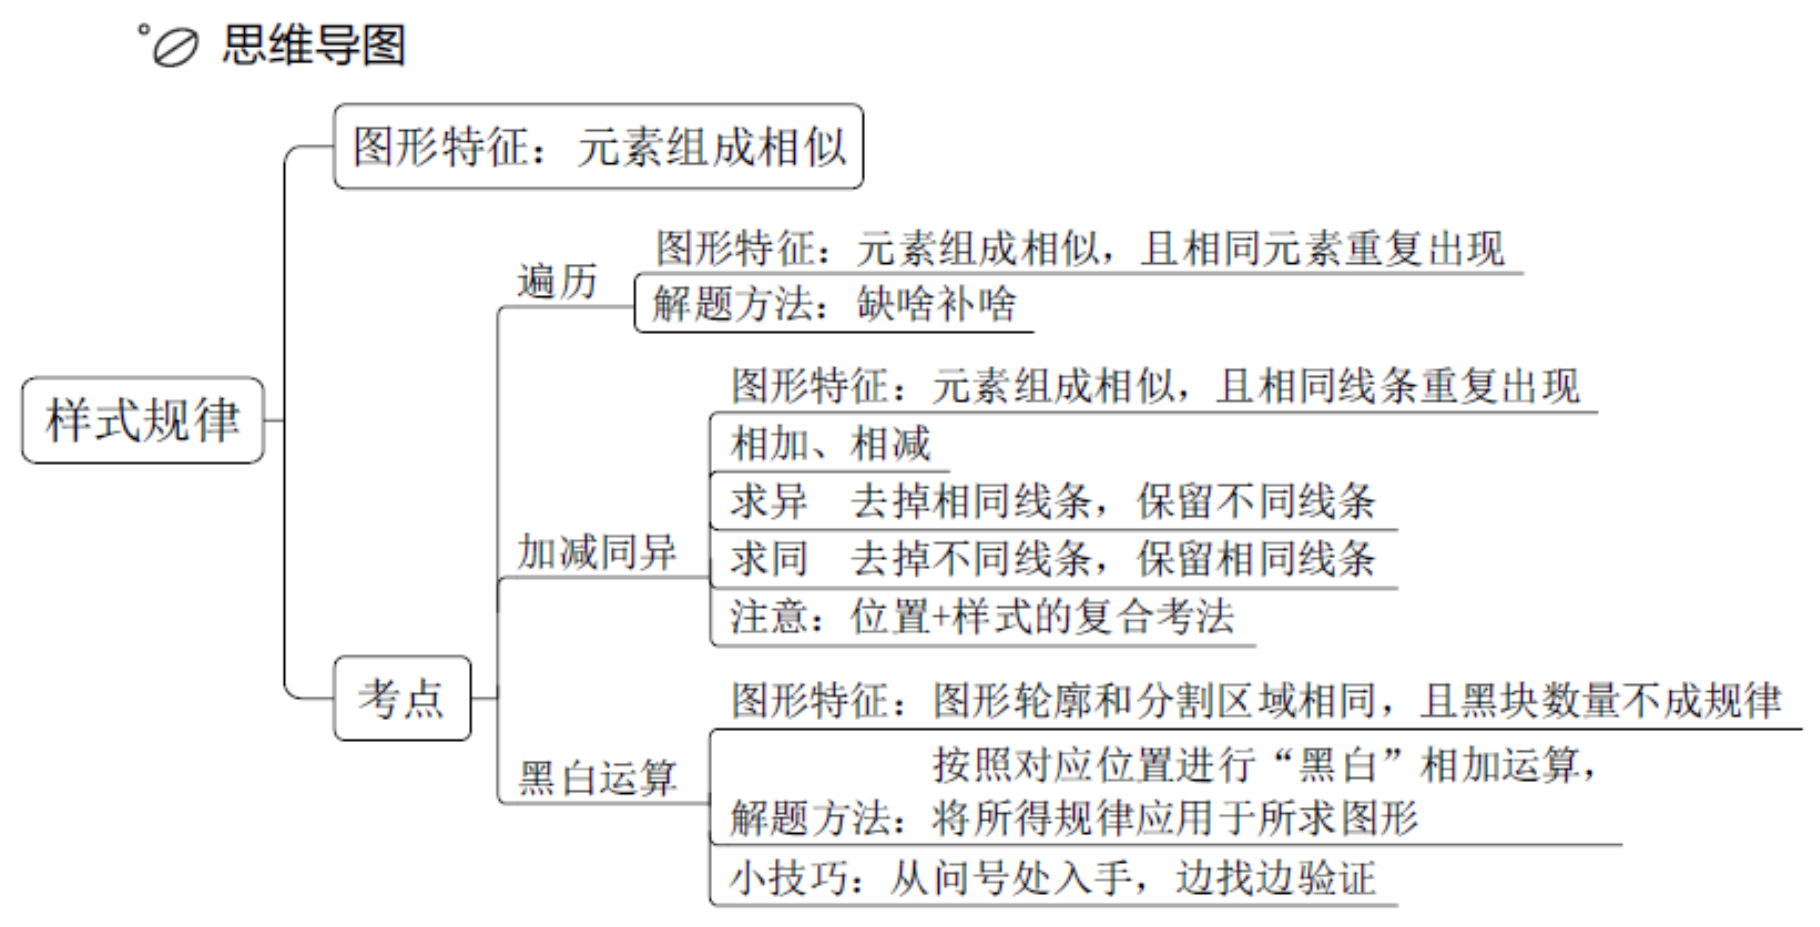 思维导图
图形特征：元素组成相似
图形特征：元素组成相似，且相同元素重复出现
遍历
解题方法：缺啥补啥
图形特征：元素组成相似，且相同线条重复出现
样式规律
相加、相减
求异 去掉相同线条，保留不同线条
加减同异
求同 去掉不同线条，保留相同线条
注意：位置+样式的复合考法
考点
图形特征：图形轮廓和分割区域相同，且黑块数量不成规律
黑白运算
按照对应位置进行“黑白”相加运算，
解题方法：将所得规律应用于所求图形
小技巧：从问号处入手，边找边验证